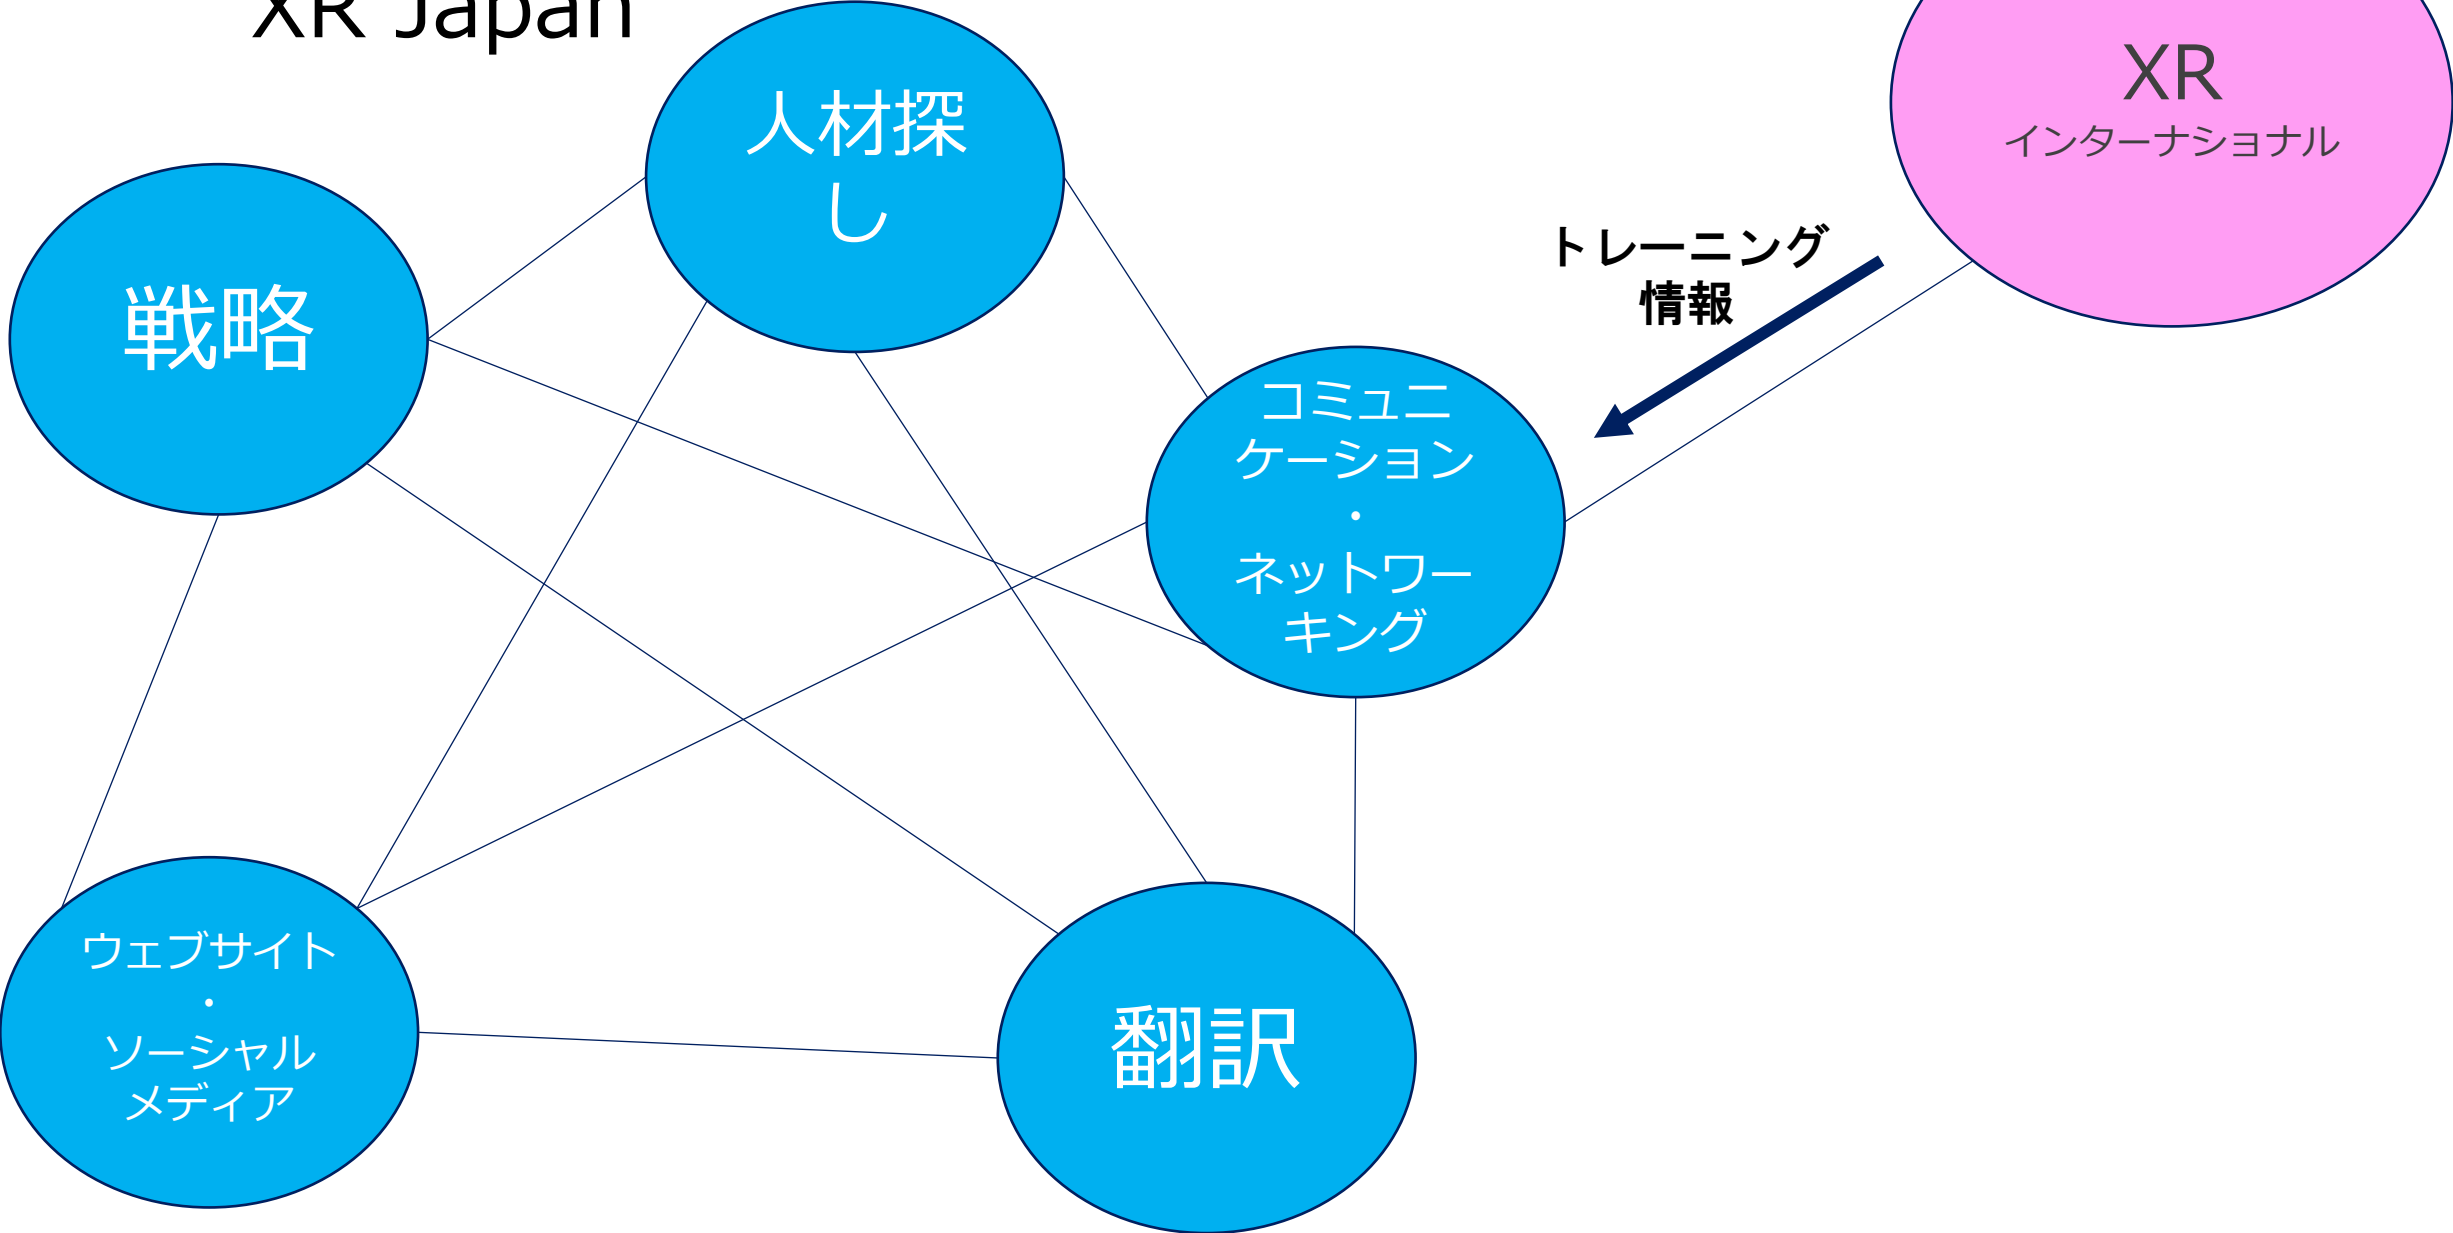 XR Japan
人材探
し
戦略
XR
インターナショナル
トレーニング
情報
コミュニ
ケーション
・
ネットワー
キング
ウェブサイト
・
ソーシャル
メディア
翻訳